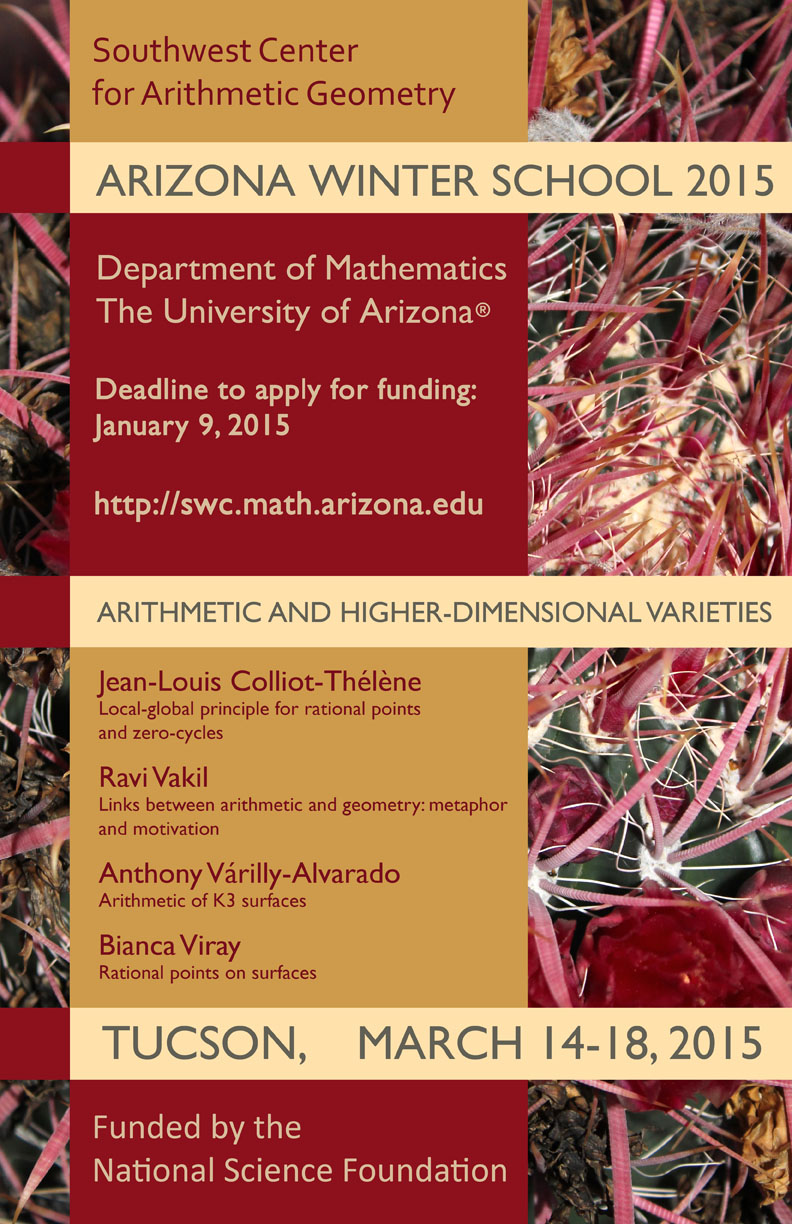 Southwest Center
for Arithmetic Geometry
ARIZONA WINTER SCHOOL 2015
Department of Mathematics
The University of Arizona®
Deadline to apply for funding:
January 9, 2015
http://swc.math.arizona.edu
ARITHMETIC AND HIGHER-DIMENSIONAL VARIETIES
Jean-Louis Colliot-Thélène
Local-global principle for rational points
and zero-cycles
Ravi Vakil
Links between arithmetic and geometry: metaphor
and motivation
Anthony Várilly-Alvarado
Arithmetic of K3 surfaces
Bianca Viray
Rational points on surfaces
TUCSON, MARCH 14-18, 2015
Funded by the
National Science Foundation